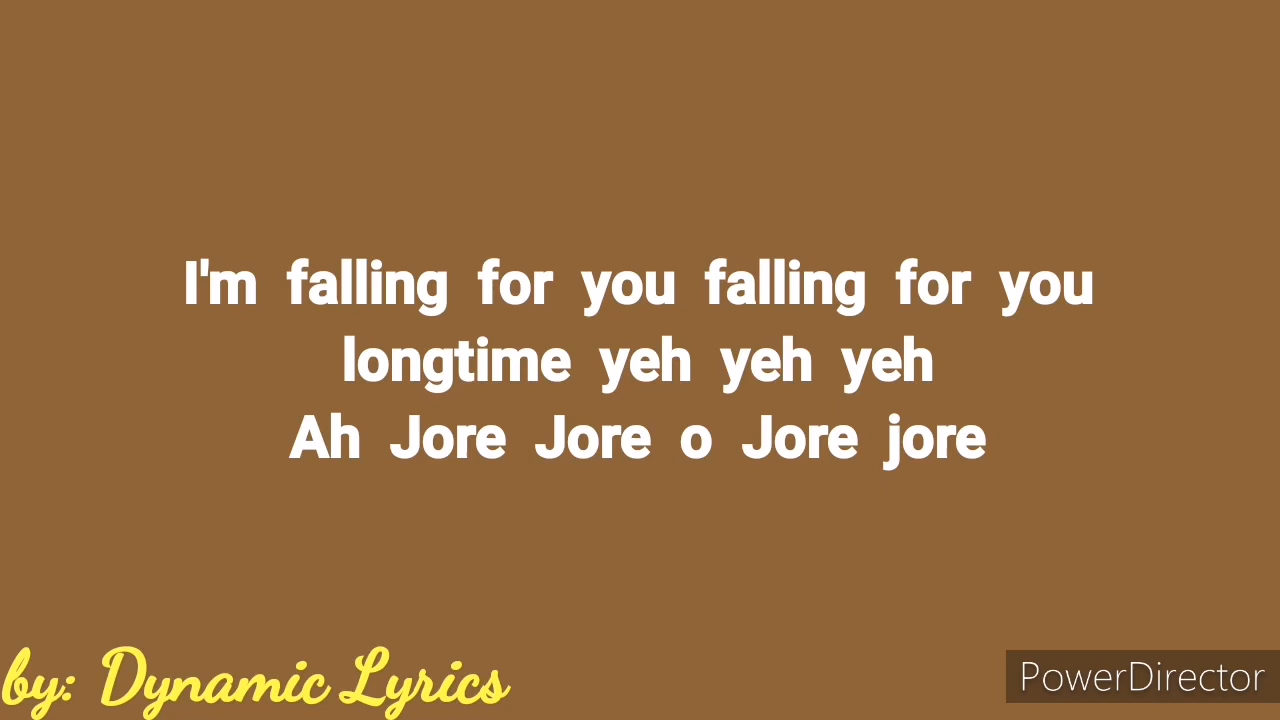 I'm falling for you falling for you
longtime yeh yeh yeh
Ah Jore Jore o Jore jore
by: Dynamic Lyrics
PowerDirector